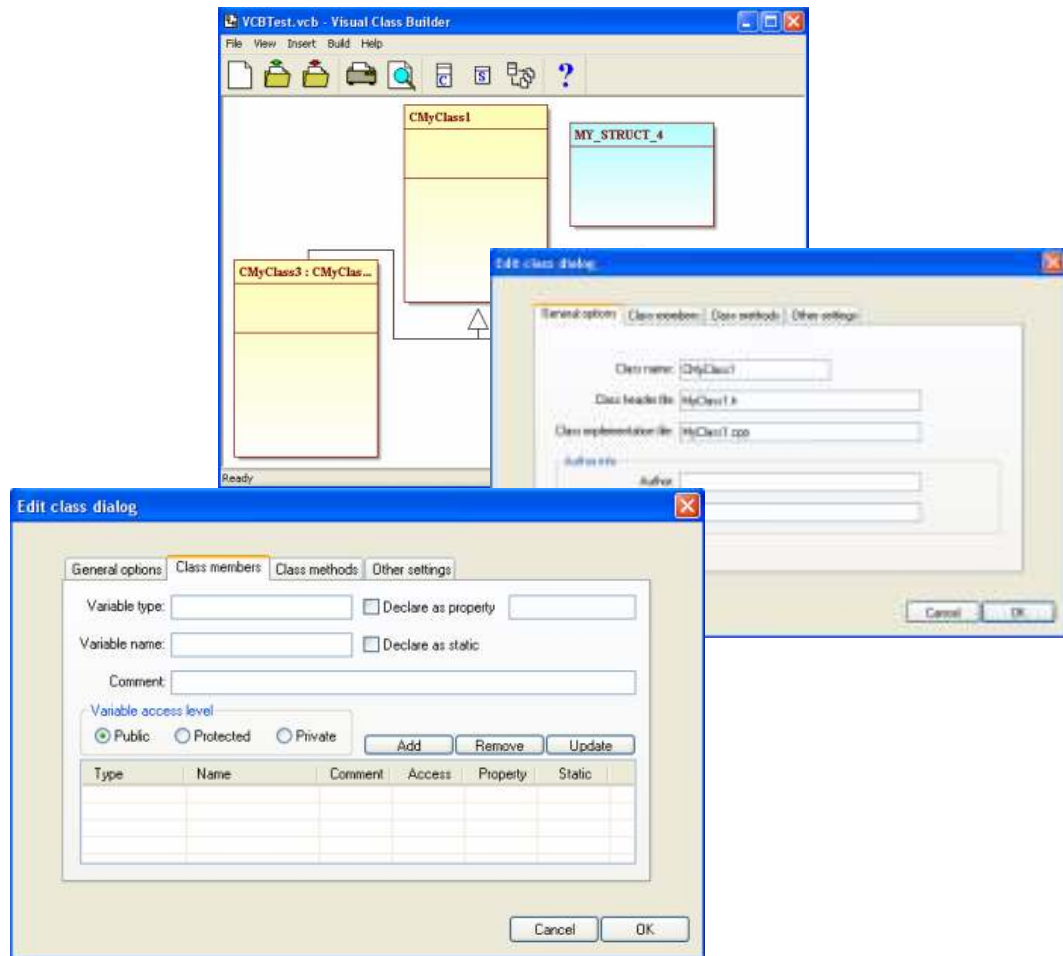 VCBTest.vcb - Visual Class Builder
File View Insert Build Help
C S ?
CMyClass1
MY_STRUCT_4
CMyClass3 : CMyClas...
Ready
Edit class dialog
General options Class members Class methods Other settings
Class name: CMyClass1
Class header file: MyClass1.h
Class implementation file: MyClass1.cpp
Author info
Author:
Cancel OK
Edit class dialog
General options Class members Class methods Other settings
Variable type: Declare as property
Variable name: Declare as static
Comment:
Variable access level
Public Protected Private Add Remove Update
Type Name Comment Access Property Static
Cancel OK